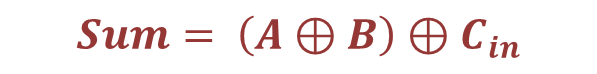 Sum = (A ⊕ B) ⊕ C_in